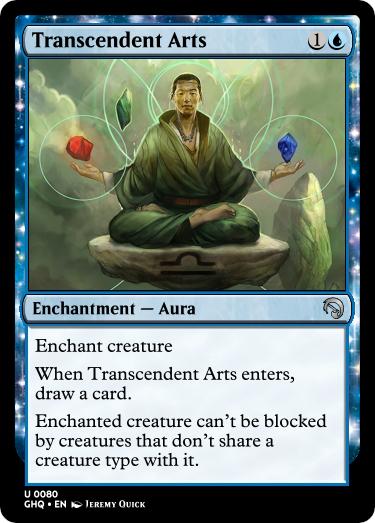 Transcendent Arts 1
Enchantment — Aura
Enchant creature
When Transcendent Arts enters,
draw a card.
Enchanted creature can't be blocked
by creatures that don't share a
creature type with it.
U 0080
GHQ • EN Jeremy Quick